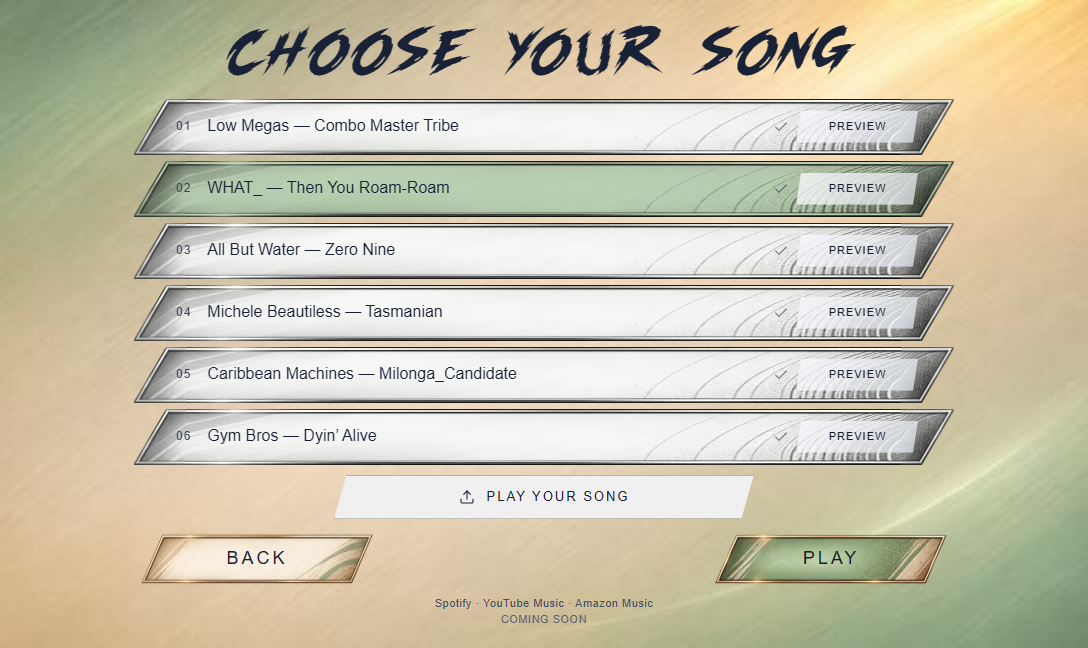 CHOOSE YOUR SONG
01 Low Megas — Combo Master Tribe PREVIEW
02 WHAT_ — Then You Roam-Roam PREVIEW
03 All But Water — Zero Nine PREVIEW
04 Michele Beautiless — Tasmanian PREVIEW
05 Caribbean Machines — Milonga_Candidate PREVIEW
06 Gym Bros — Dyin’ Alive PREVIEW
PLAY YOUR SONG
BACK PLAY
Spotify · YouTube Music · Amazon Music
COMING SOON